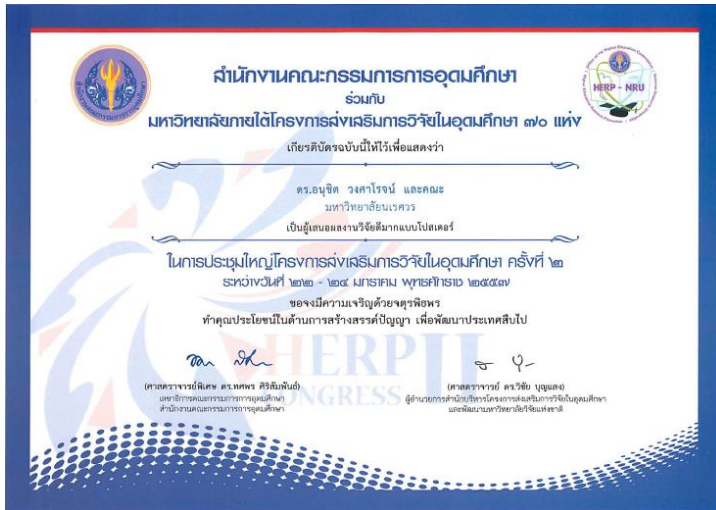 สำนักงานคณะกรรมการการอุดมศึกษา
ร่วมกับ
มหาวิทยาลัยภายใต้โครงการส่งเสริมการวิจัยในอุดมศึกษา ๗๐ แห่ง
HERP - NRU
เกียรติบัตรฉบับนี้ให้ไว้เพื่อแสดงว่า
ดร.อนุชิต วงศาโรจน์ และคณะ
มหาวิทยาลัยนเรศวร
เป็นผู้เสนอผลงานวิจัยดีมากแบบโปสเตอร์
ในการประชุมใหญ่โครงการส่งเสริมการวิจัยในอุดมศึกษา ครั้งที่ ๒
ระหว่างวันที่ ๒๒ - ๒๔ มกราคม พุทธศักราช ๒๕๕๗
ขอจงมีความเจริญด้วยจตุรพิธพร
ทำคุณประโยชน์ในด้านการสร้างสรรค์ปัญญา เพื่อพัฒนาประเทศสืบไป
HERP II
CONGRESS
(ศาสตราจารย์พิเศษ ดร.ทศพร ศิริสัมพันธ์)
เลขาธิการคณะกรรมการการอุดมศึกษา
สำนักงานคณะกรรมการการอุดมศึกษา
(ศาสตราจารย์ ดร.วิชัย บุญแสง)
ผู้อำนวยการสำนักบริหารโครงการส่งเสริมการวิจัยในอุดมศึกษา
และพัฒนามหาวิทยาลัยวิจัยแห่งชาติ